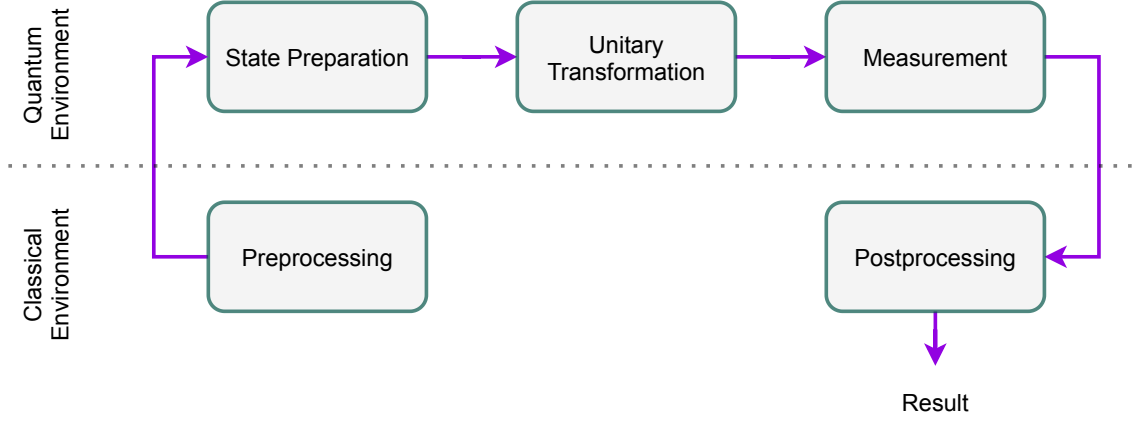 Quantum
Environment
State Preparation
Unitary
Transformation
Measurement
Classical
Environment
Preprocessing
Postprocessing
Result